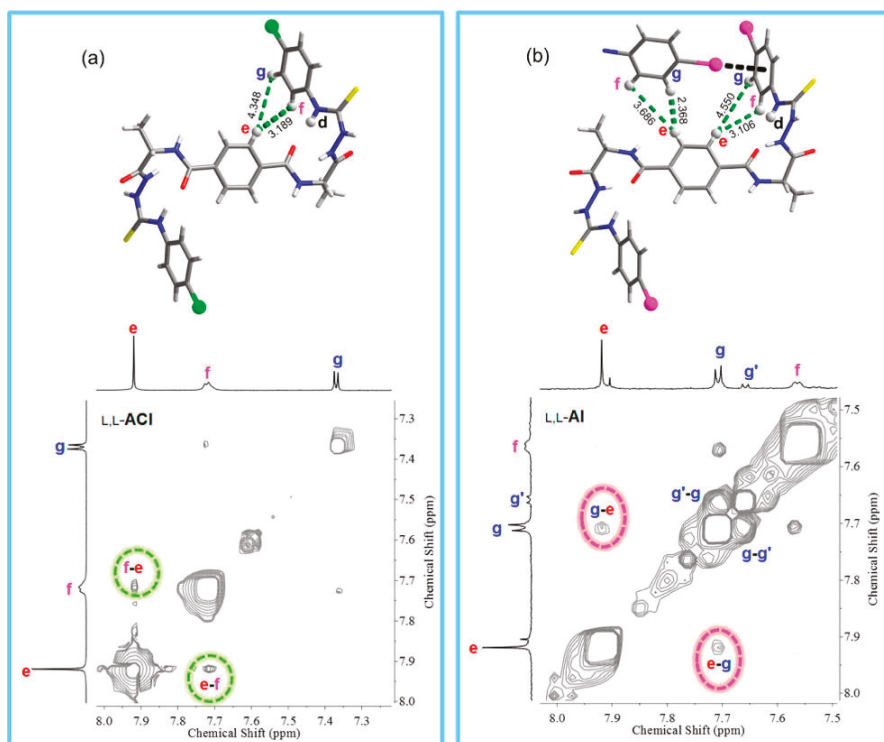 (a)
g
4.348
3.189
f
d
e
e
f
g
L,L-ACl
g
f
e
f-e
e-f
7.3
7.4
7.5
7.6
7.7
7.8
7.9
8.0
Chemical Shift (ppm)
8.0 7.9 7.8 7.7 7.6 7.5 7.4 7.3
Chemical Shift (ppm)
(b)
f
g
g
3.686
2.368
4.550
3.106
f
d
e
e
e
g
g'
f
L,L-AI
f
g'
g
e
g-e
g'-g
g-g'
e-g
7.5
7.6
7.7
7.8
7.9
8.0
Chemical Shift (ppm)
8.0 7.9 7.8 7.7 7.6 7.5
Chemical Shift (ppm)